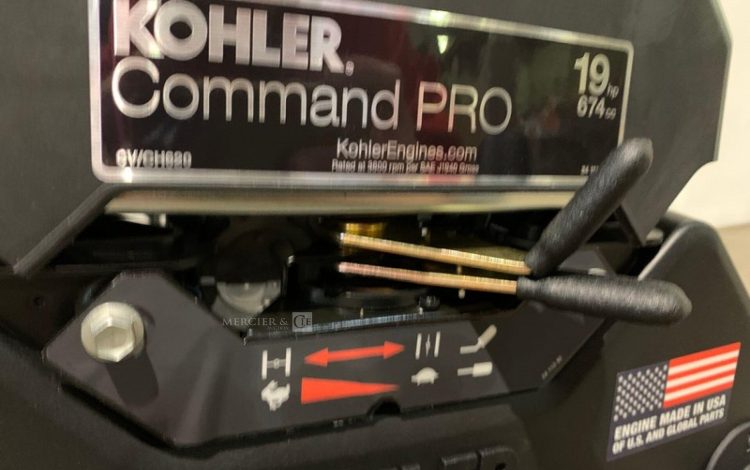 KOHLER®
Command PRO
19 hp
674 cc
KohlerEngines.com
Rated at 3600 rpm per SAE J1940 Gross
MERCIER & CIE
AUCTION
ENGINE MADE IN USA
OF U.S. AND GLOBAL PARTS